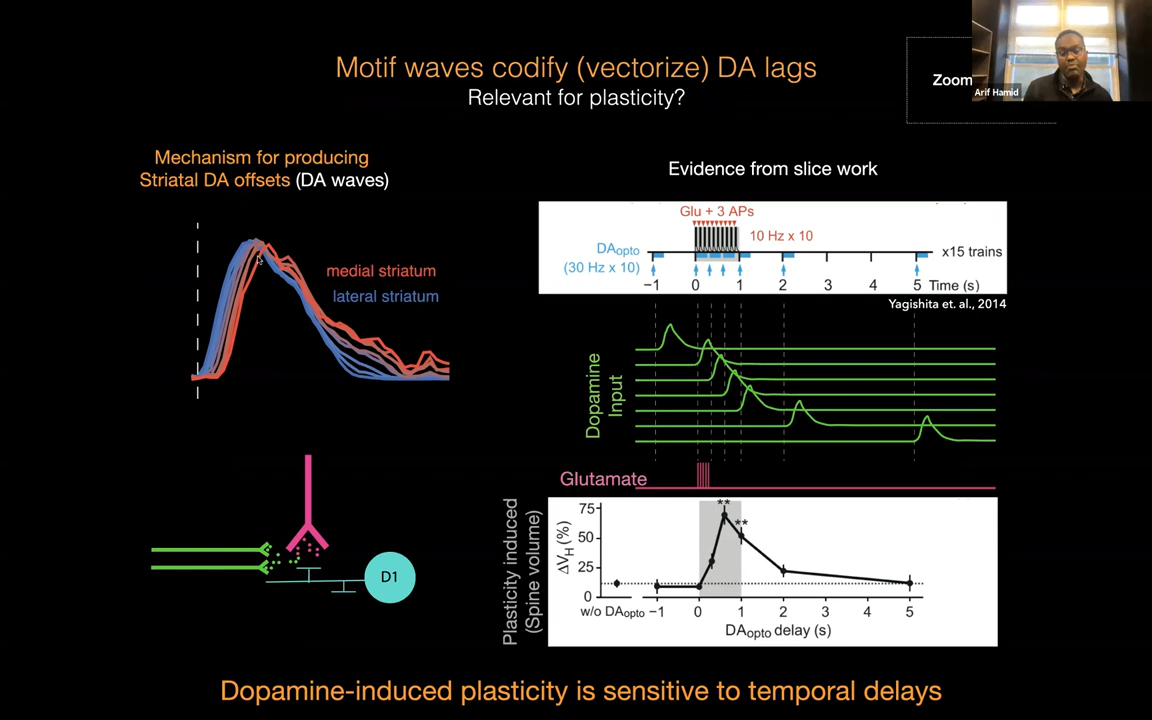 Motif waves codify (vectorize) DA lags
Relevant for plasticity?
Zoom
Arif Hamid
Mechanism for producing
Striatal DA offsets (DA waves)
medial striatum
lateral striatum
D1
Evidence from slice work
Glu + 3 APs
10 Hz x 10
DAopto
(30 Hz x 10)
x15 trains
−1 0 1 2 3 4 5 Time (s)
Yagishita et. al., 2014
Dopamine
Input
Glutamate
Plasticity induced
(Spine volume)
ΔVH (%)
75
50
25
0
** **
w/o DAopto −1 0 1 2 3 4 5
DAopto delay (s)
Dopamine-induced plasticity is sensitive to temporal delays